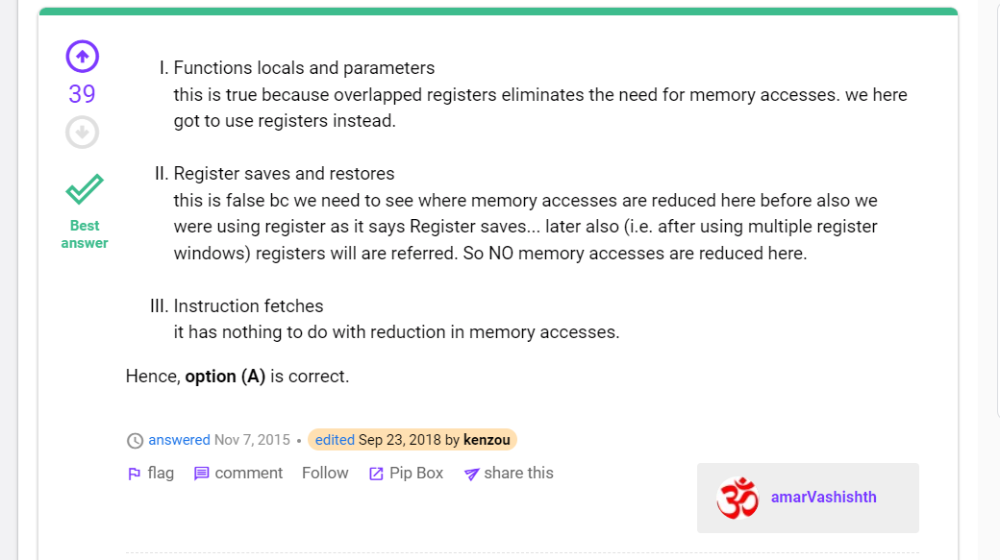 I. Functions locals and parameters
this is true because overlapped registers eliminates the need for memory accesses. we here
got to use registers instead.
39
II. Register saves and restores
this is false bc we need to see where memory accesses are reduced here before also we
were using register as it says Register saves... later also (i.e. after using multiple register
windows) registers will are referred. So NO memory accesses are reduced here.
Best
answer
III. Instruction fetches
it has nothing to do with reduction in memory accesses.
Hence, option (A) is correct.
answered Nov 7, 2015 • edited Sep 23, 2018 by kenzou
flag comment Follow Pip Box share this
ॐ amarVashishth